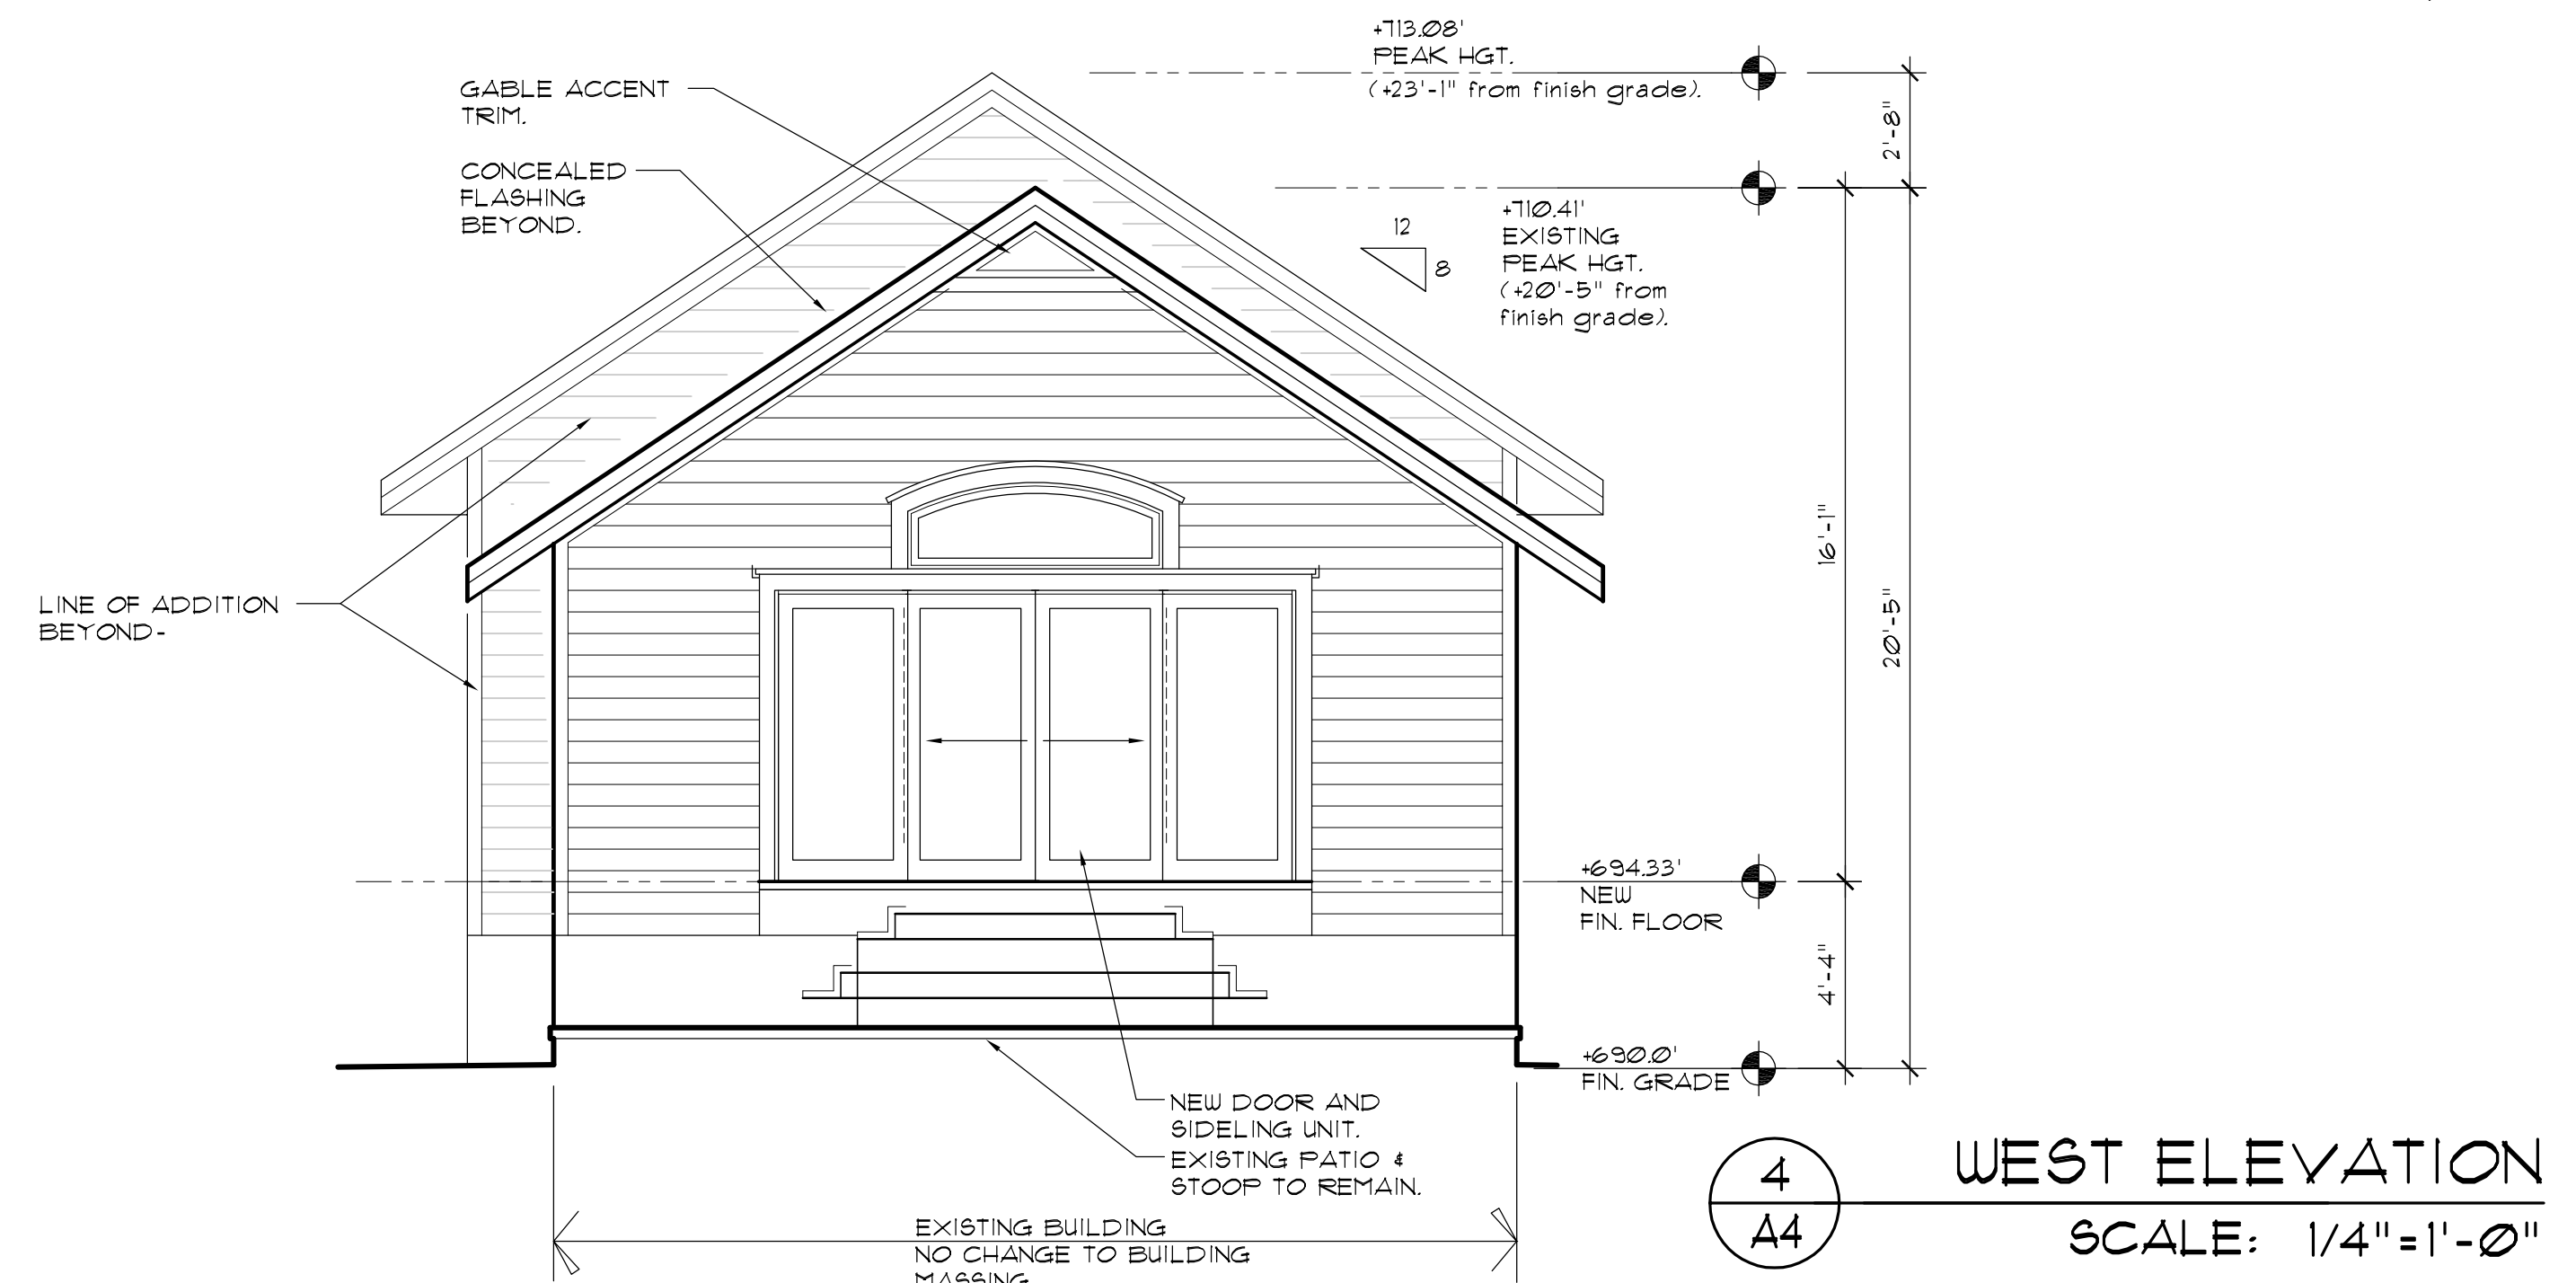 +713.08'
PEAK HGT.
(+23'-1" from finish grade).
GABLE ACCENT
TRIM.
CONCEALED
FLASHING
BEYOND.
2'-8"
+710.41'
EXISTING
PEAK HGT.
(+20'-5" from
finish grade).
12
8
16'-1"
20'-5"
LINE OF ADDITION
BEYOND-
+694.33'
NEW
FIN. FLOOR
4'-4"
+690.0'
FIN. GRADE
NEW DOOR AND
SIDELING UNIT.
EXISTING PATIO &
STOOP TO REMAIN.
EXISTING BUILDING
NO CHANGE TO BUILDING
MASSING
4
A4
WEST ELEVATION
SCALE: 1/4"=1'-0"